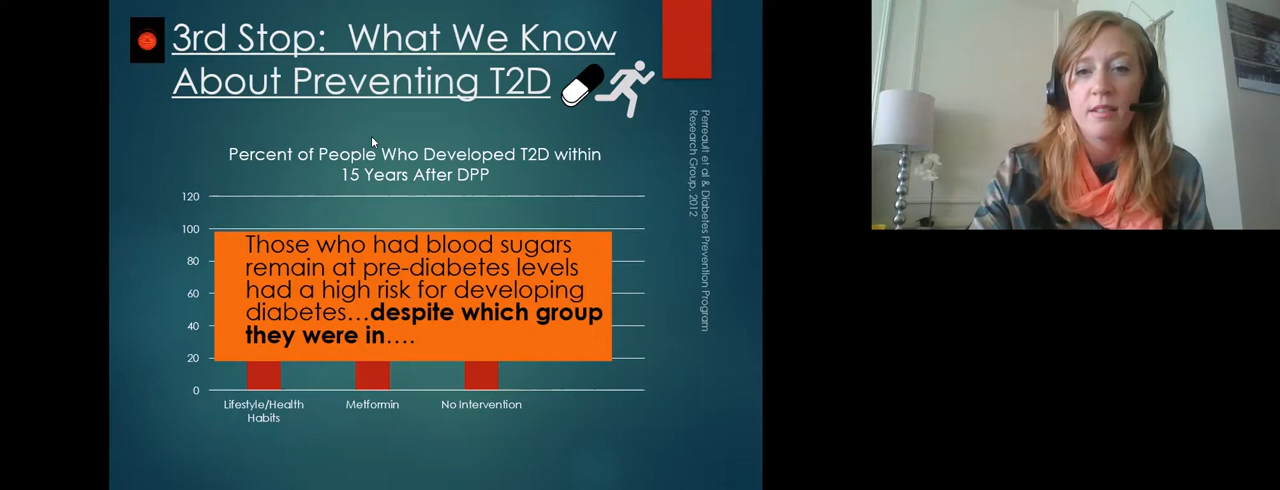 3rd Stop:  What We Know
About Preventing T2D
Percent of People Who Developed T2D within
15 Years After DPP
120
100
80
60
40
20
0
Those who had blood sugars
remain at pre-diabetes levels
had a high risk for developing
diabetes…despite which group
they were in….
Lifestyle/Health
Habits
Metformin
No Intervention
Perreault et al & Diabetes Prevention Program
Research Group, 2012